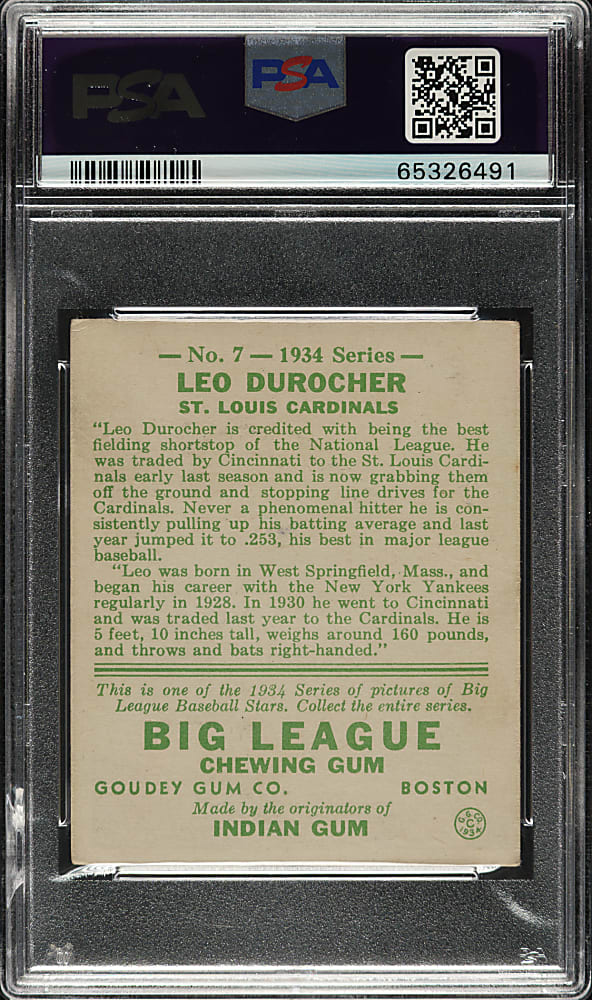 PSA
PSA
65326491
— No. 7 — 1934 Series —
LEO DUROCHER
ST. LOUIS CARDINALS
"Leo Durocher is credited with being the best
fielding shortstop of the National League. He
was traded by Cincinnati to the St. Louis Cardi-
nals early last season and is now grabbing them
off the ground and stopping line drives for the
Cardinals. Never a phenomenal hitter he is con-
sistently pulling up his batting average and last
year jumped it to .253, his best in major league
baseball.
"Leo was born in West Springfield, Mass., and
began his career with the New York Yankees
regularly in 1928. In 1930 he went to Cincinnati
and was traded last year to the Cardinals. He is
5 feet, 10 inches tall, weighs around 160 pounds,
and throws and bats right-handed."
This is one of the 1934 Series of pictures of Big
League Baseball Stars. Collect the entire series.
BIG LEAGUE
CHEWING GUM
GOUDEY GUM CO. BOSTON
Made by the originators of
INDIAN GUM
G.G.CO.
C
1934